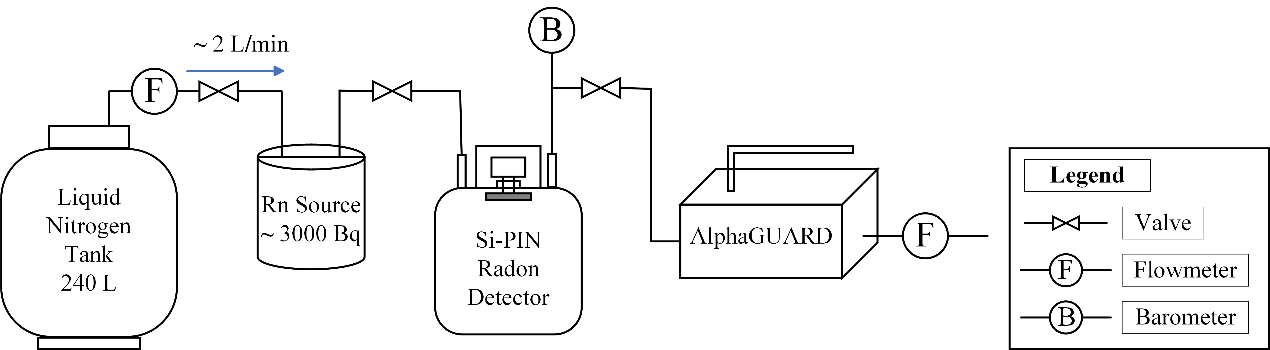 ~ 2 L/min
F
B
Liquid
Nitrogen
Tank
240 L
Rn Source
~ 3000 Bq
Si-PIN
Radon
Detector
AlphaGUARD
F
Legend
Valve
F Flowmeter
B Barometer